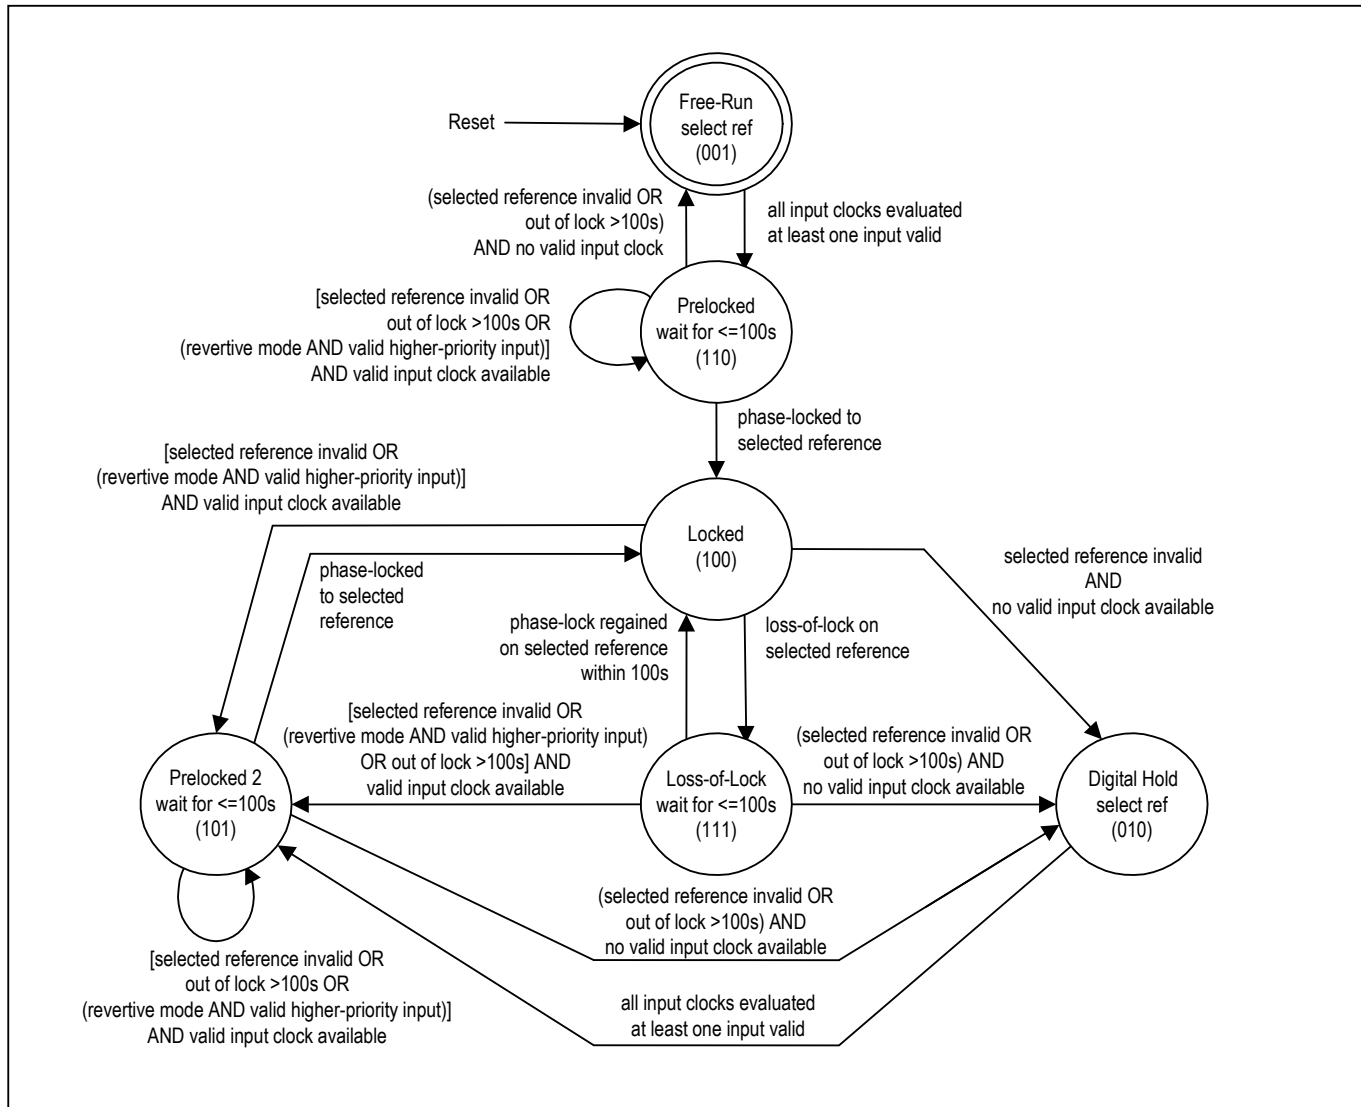 Free-Run
select ref
(001)
Reset
(selected reference invalid OR
out of lock >100s)
AND no valid input clock
all input clocks evaluated
at least one input valid
[selected reference invalid OR
out of lock >100s OR
(revertive mode AND valid higher-priority input)]
AND valid input clock available
Prelocked
wait for <=100s
(110)
phase-locked to
selected reference
[selected reference invalid OR
(revertive mode AND valid higher-priority input)]
AND valid input clock available
Locked
(100)
selected reference invalid
AND
no valid input clock available
phase-locked
to selected
reference
phase-lock regained
on selected reference
within 100s
loss-of-lock on
selected reference
[selected reference invalid OR
(revertive mode AND valid higher-priority input)
OR out of lock >100s] AND
valid input clock available
(selected reference invalid OR
out of lock >100s) AND
no valid input clock available
Prelocked 2
wait for <=100s
(101)
Loss-of-Lock
wait for <=100s
(111)
Digital Hold
select ref
(010)
(selected reference invalid OR
out of lock >100s) AND
no valid input clock available
[selected reference invalid OR
out of lock >100s OR
(revertive mode AND valid higher-priority input)]
AND valid input clock available
all input clocks evaluated
at least one input valid